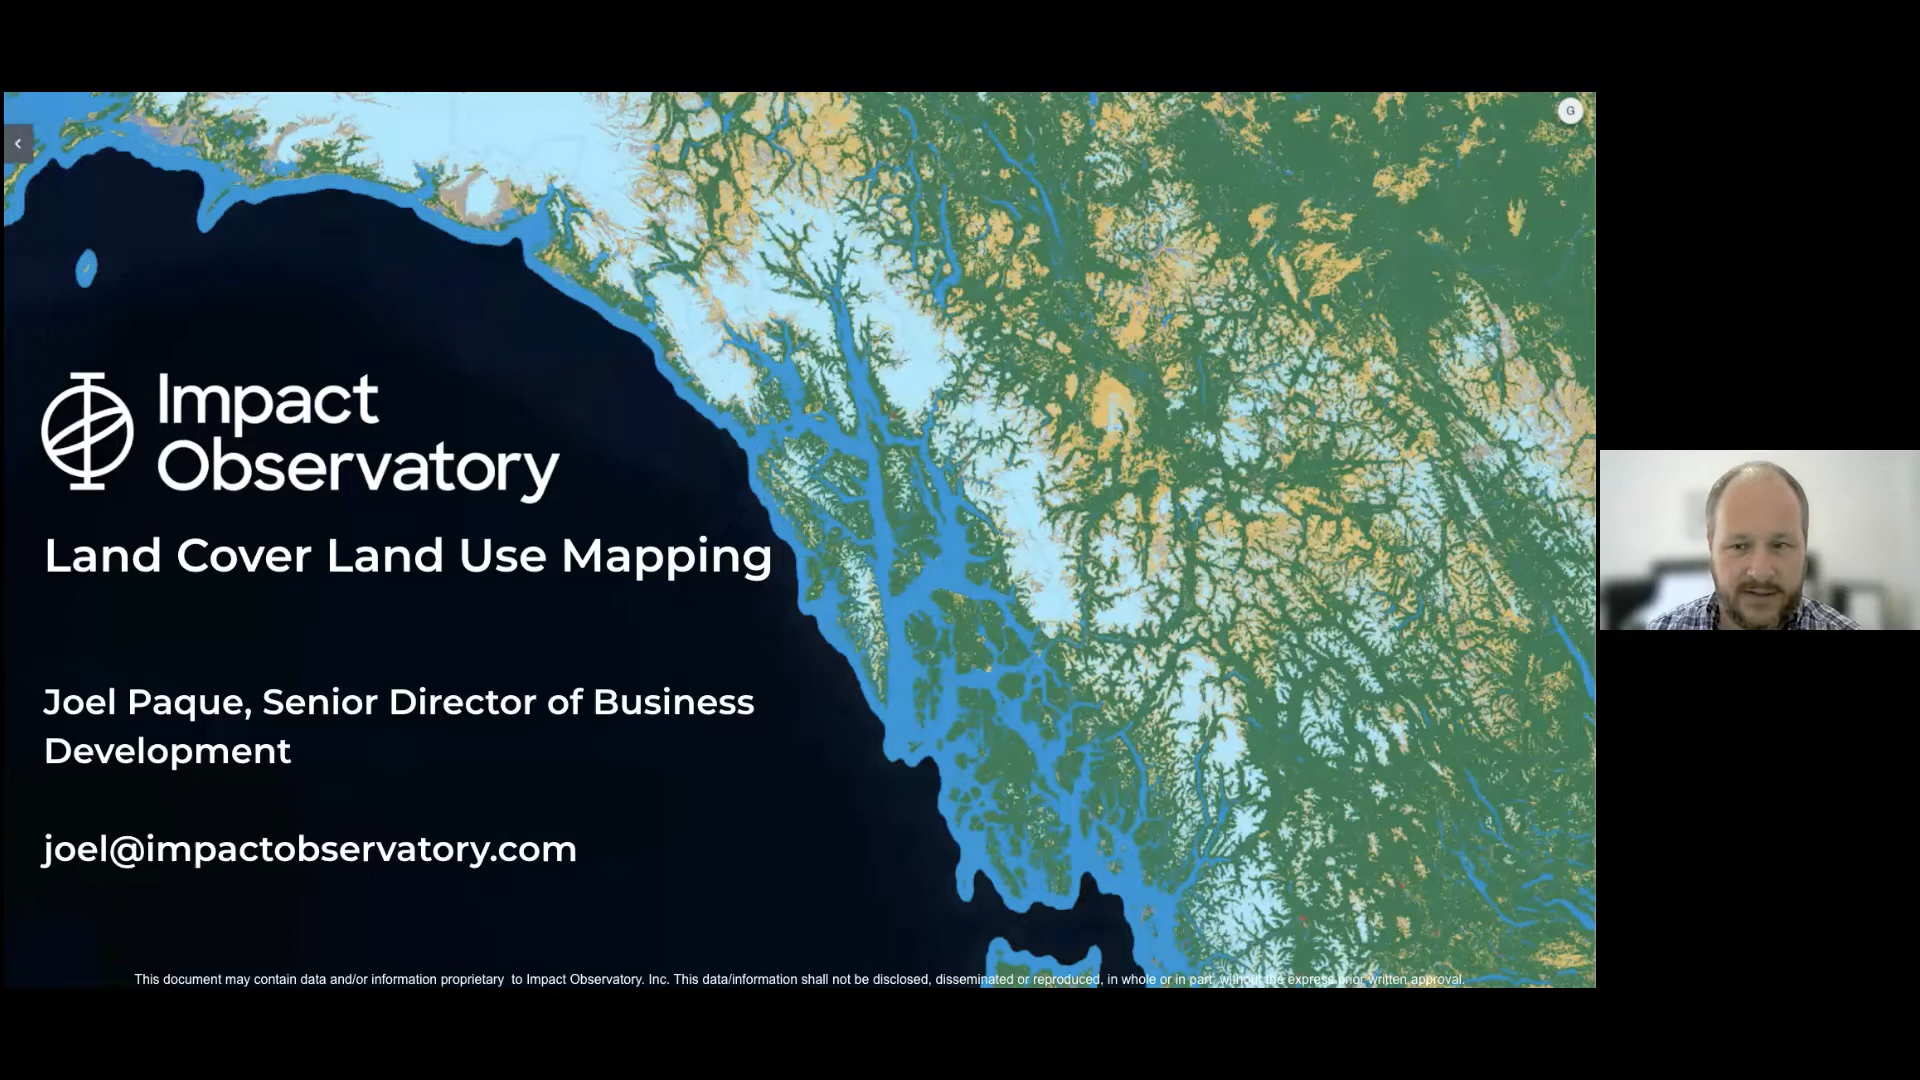 G
Impact
Observatory
Land Cover Land Use Mapping
Joel Paque, Senior Director of Business
Development
joel@impactobservatory.com
This document may contain data and/or information proprietary to Impact Observatory. Inc. This data/information shall not be disclosed, disseminated or reproduced, in whole or in part, without the express prior written approval.